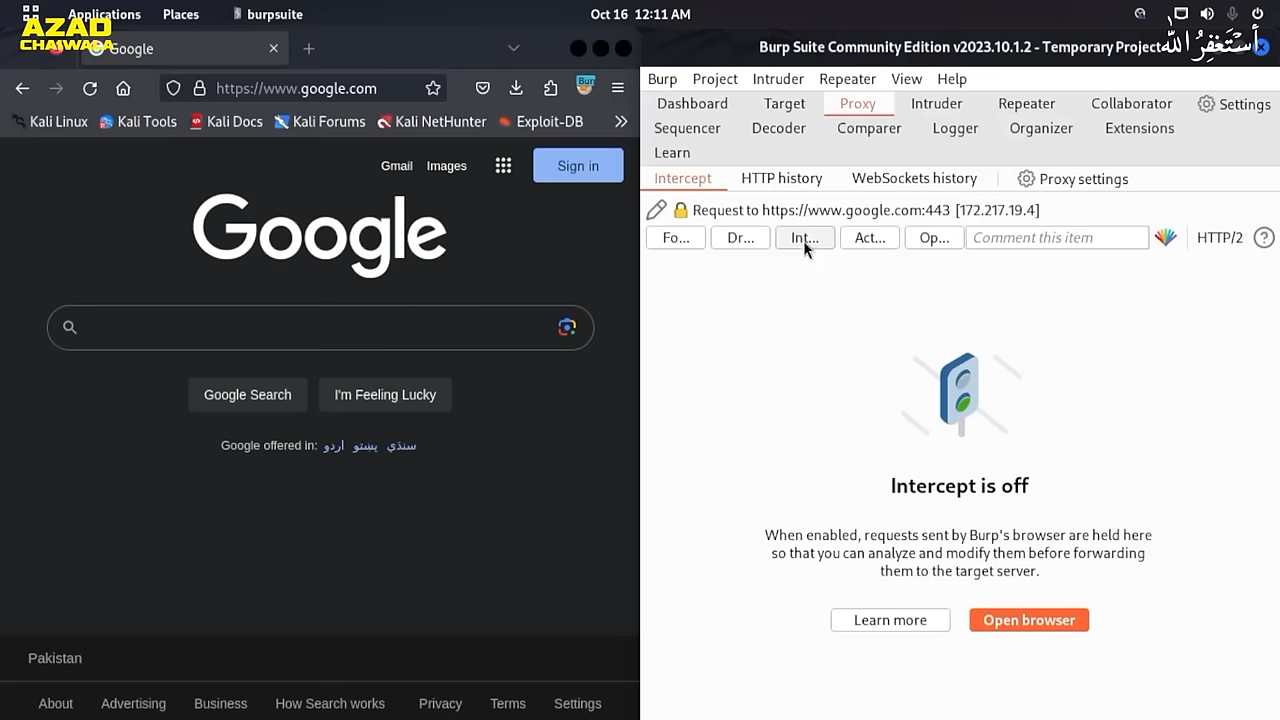 Applications Places burpsuite Oct 16 12:11 AM
AZAD
CHAIWALA
أستغفر الله
Google
https://www.google.com
Kali Linux Kali Tools Kali Docs Kali Forums Kali NetHunter Exploit-DB
Gmail Images Sign in
Google
Google Search I'm Feeling Lucky
Google offered in: اردو پښتو سنڌي
Pakistan
About Advertising Business How Search works Privacy Terms Settings
Burp Suite Community Edition v2023.10.1.2 - Temporary Project
Burp Project Intruder Repeater View Help
Dashboard Target Proxy Intruder Repeater Collaborator Settings
Sequencer Decoder Comparer Logger Organizer Extensions
Learn
Intercept HTTP history WebSockets history Proxy settings
Request to https://www.google.com:443 [172.217.19.4]
Fo... Dr... Int... Act... Op... Comment this item HTTP/2 ?
Intercept is off
When enabled, requests sent by Burp's browser are held here
so that you can analyze and modify them before forwarding
them to the target server.
Learn more Open browser